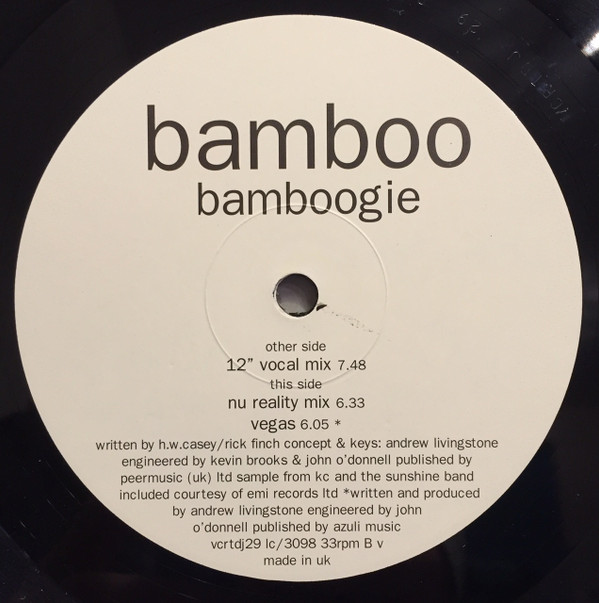 bamboo
bamboogie
other side
12” vocal mix 7.48
this side
nu reality mix 6.33
vegas 6.05 *
written by h.w.casey/rick finch concept & keys: andrew livingstone
engineered by kevin brooks & john o’donnell published by
peermusic (uk) ltd sample from kc and the sunshine band
included courtesy of emi records ltd *written and produced
by andrew livingstone engineered by john
o’donnell published by azuli music
vcrtdj29 lc/3098 33rpm B v
made in uk